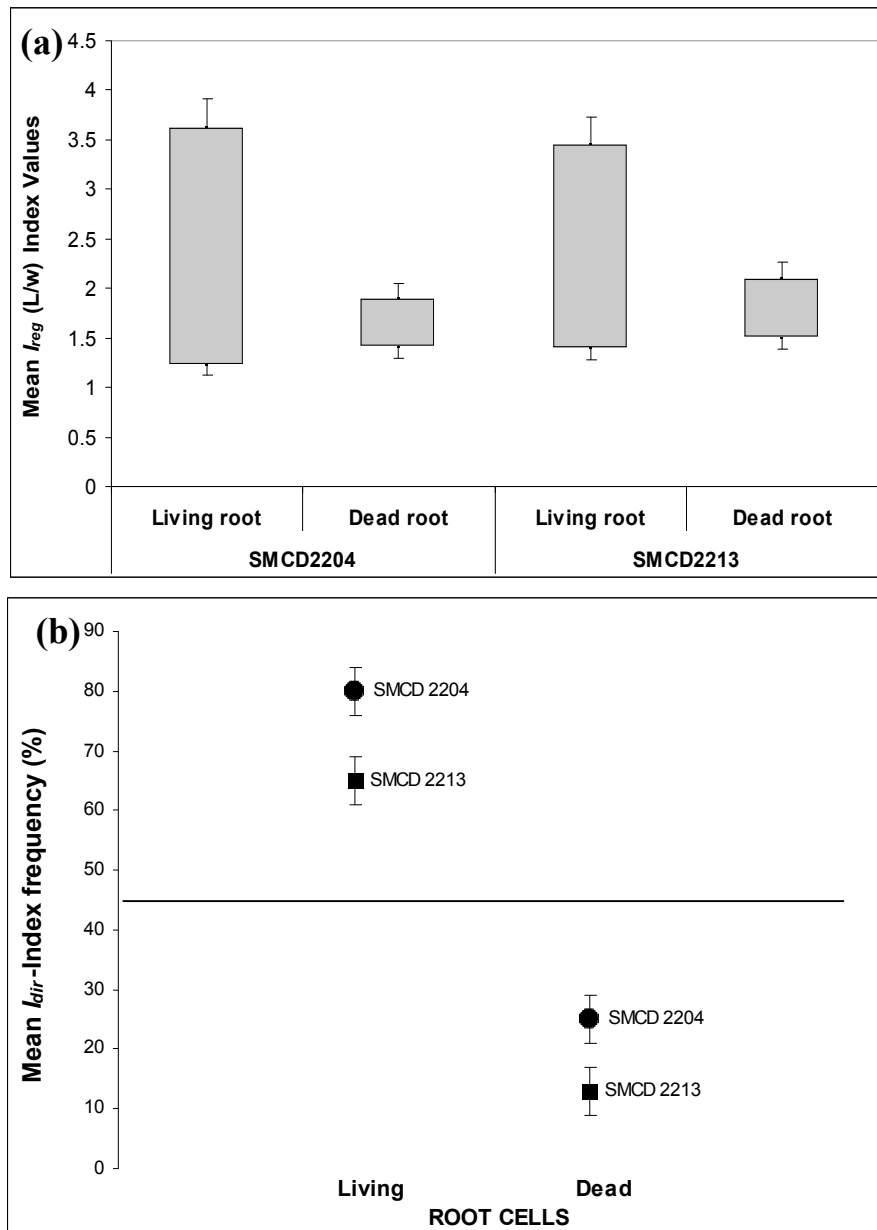 (a)
Mean Ireg (L/w) Index Values
4.5
4
3.5
3
2.5
2
1.5
1
0.5
0
Living root Dead root Living root Dead root
SMCD2204 SMCD2213
(b)
Mean Idir-Index frequency (%)
90
80
70
60
50
40
30
20
10
0
SMCD 2204
SMCD 2213
SMCD 2204
SMCD 2213
Living Dead
ROOT CELLS